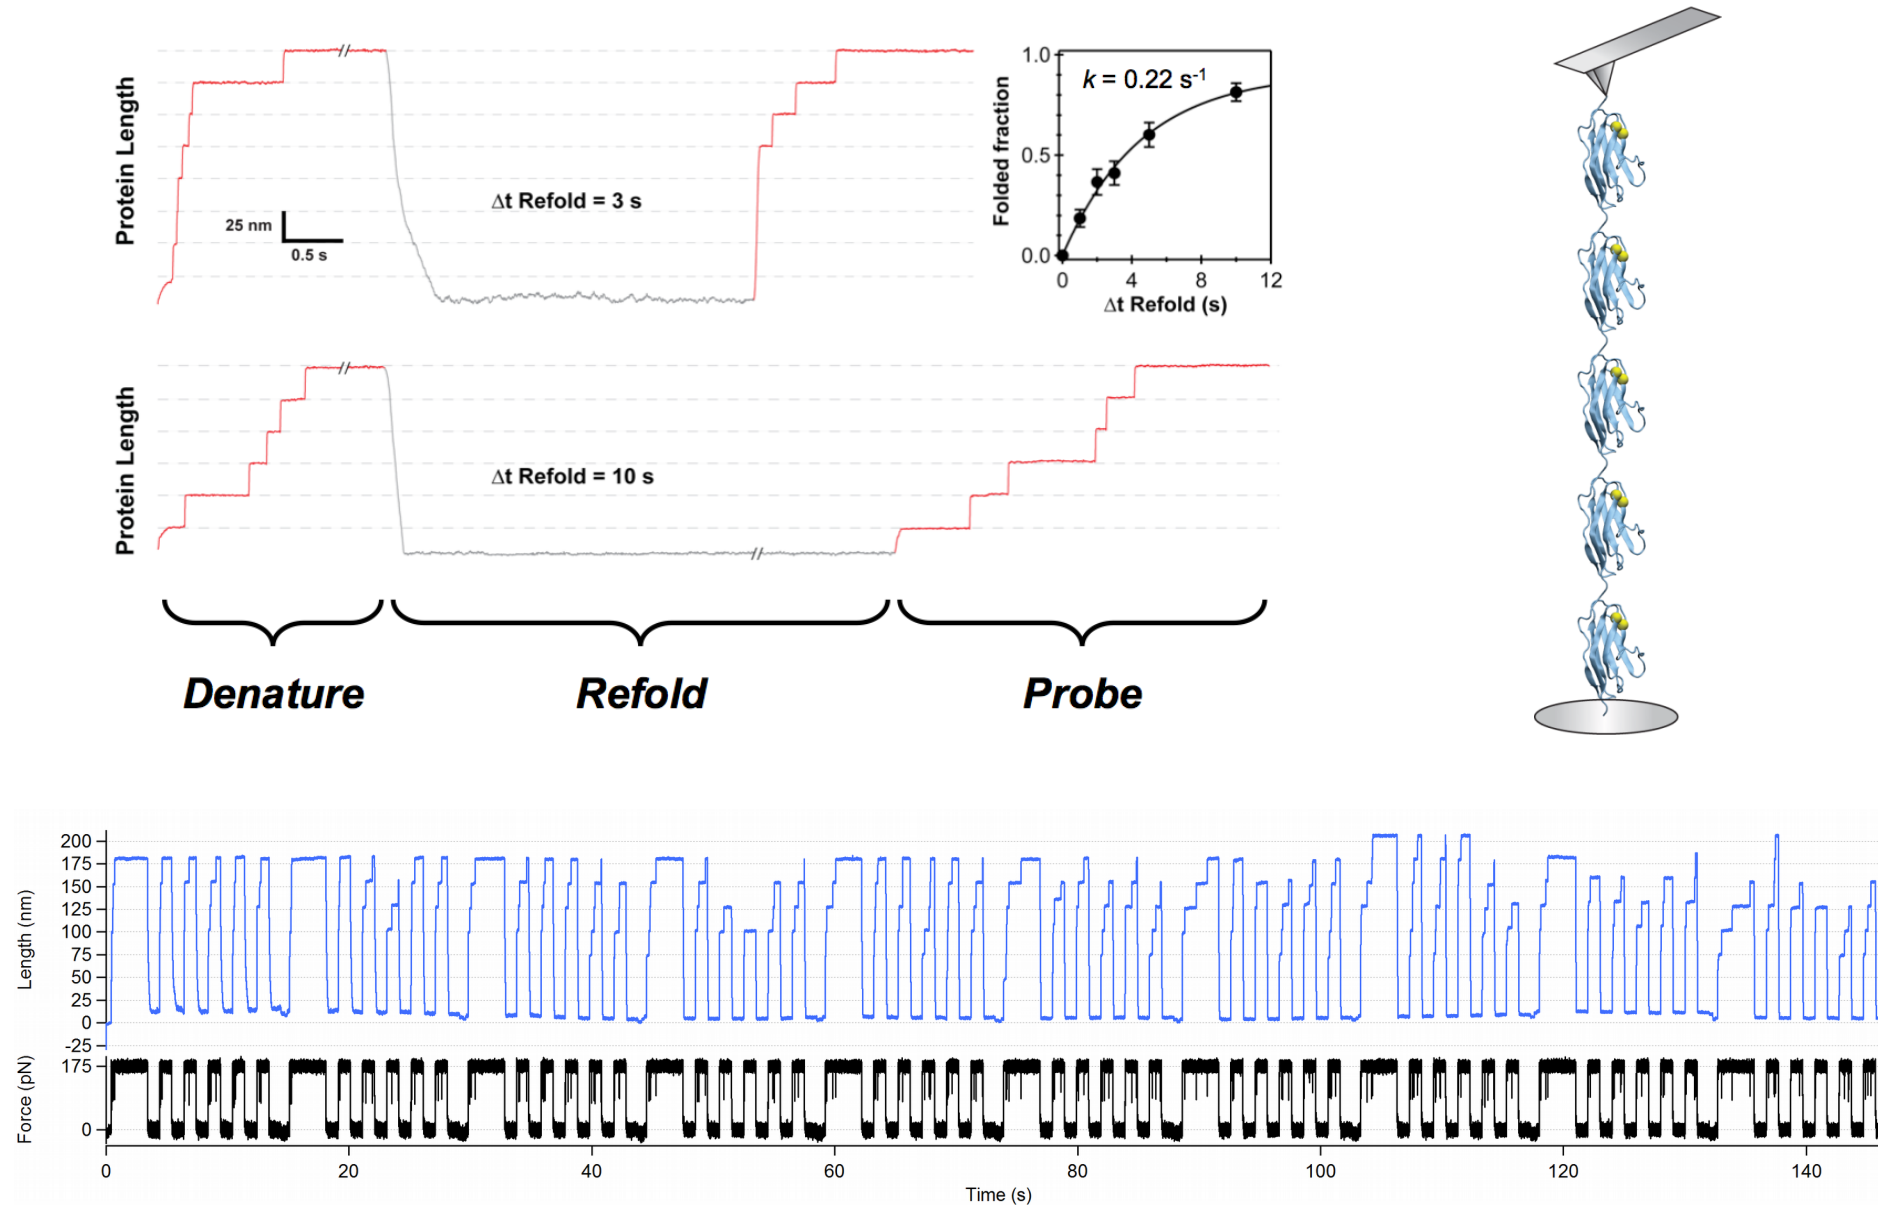 Protein Length
25 nm
0.5 s
Δt Refold = 3 s
Folded fraction
1.0
0.5
0.0
k = 0.22 s-1
0 4 8 12
Δt Refold (s)
Protein Length
Δt Refold = 10 s
Denature Refold Probe
Length (nm)
200
175
150
125
100
75
50
25
0
-25
Force (pN)
175
0
0 20 40 60 80 100 120 140
Time (s)